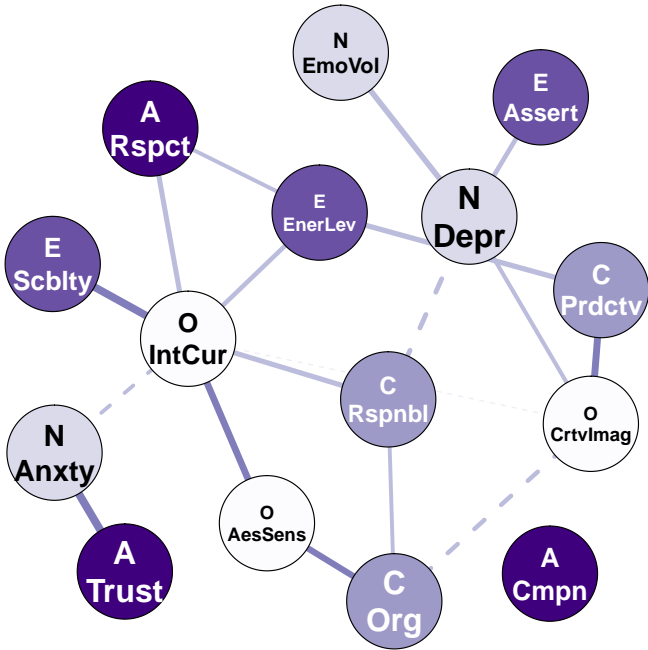 N
EmoVol
E
Assert
A
Rspct
E
EnerLev
N
Depr
E
Scblty
C
Prdctv
O
IntCur
C
Rspnbl
O
CrtvImag
N
Anxty
O
AesSens
A
Trust
C
Org
A
Cmpn